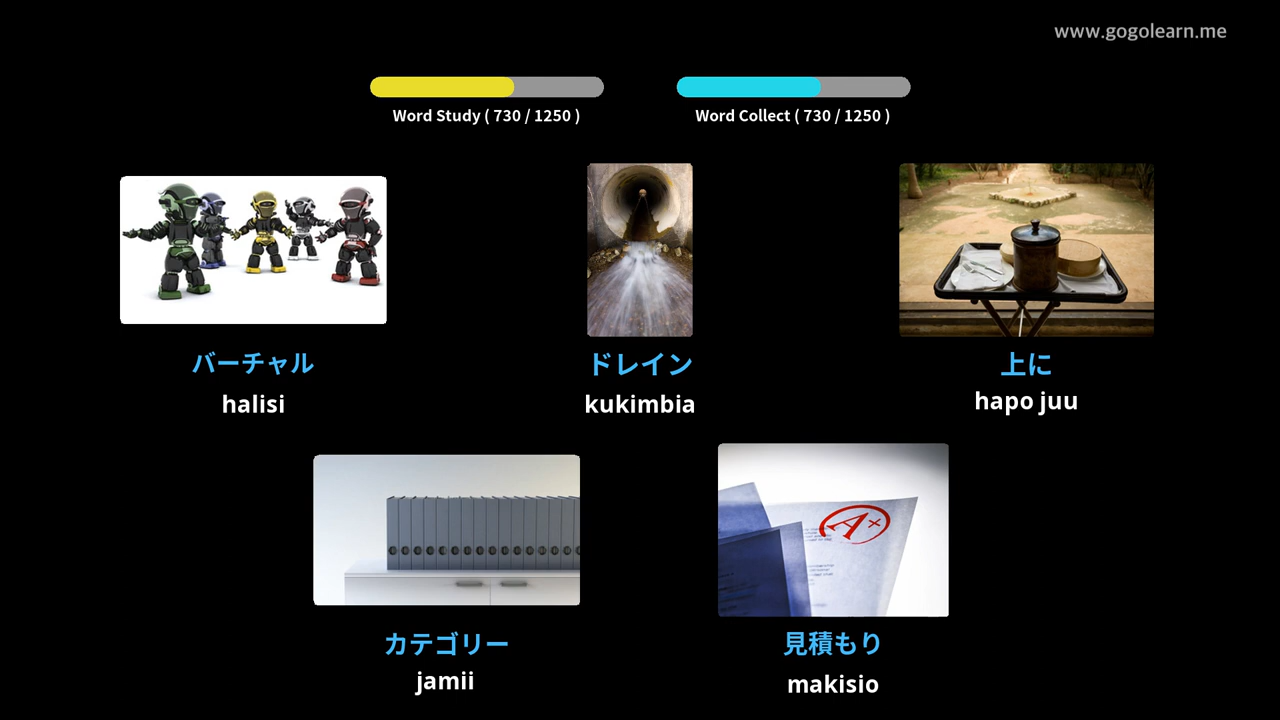 www.gogolearn.me
Word Study ( 730 / 1250 )
Word Collect ( 730 / 1250 )
バーチャル
halisi
ドレイン
kukimbia
上に
hapo juu
A+
カテゴリー
jamii
見積もり
makisio